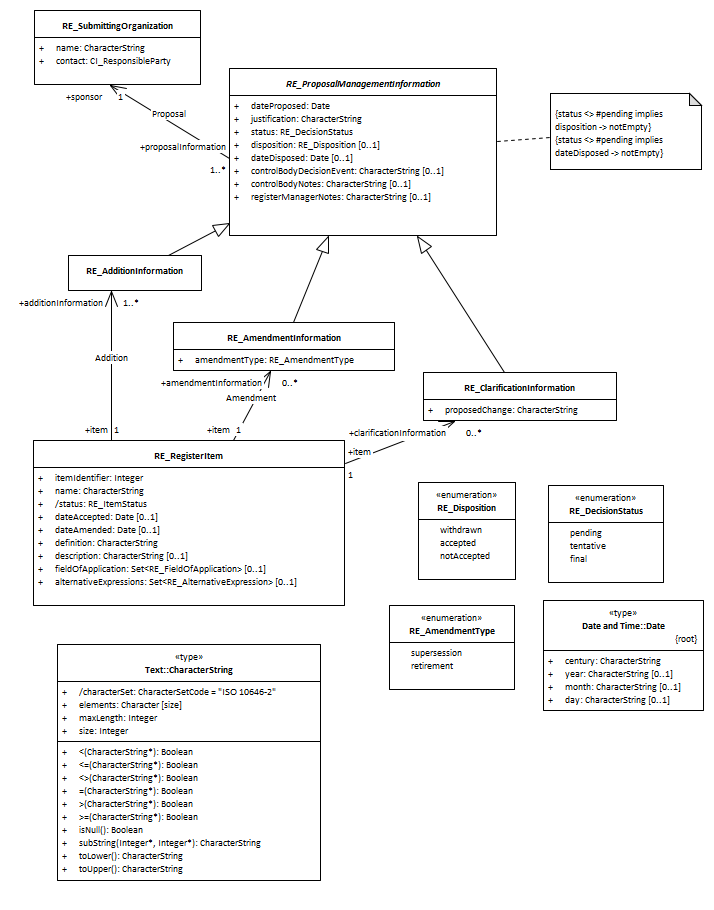 RE_SubmittingOrganization
+ name: CharacterString
+ contact: CI_ResponsibleParty
+sponsor 1
Proposal
+proposalInformation
1..*
RE_ProposalManagementInformation
+ dateProposed: Date
+ justification: CharacterString
+ status: RE_DecisionStatus
+ disposition: RE_Disposition [0..1]
+ dateDisposed: Date [0..1]
+ controlBodyDecisionEvent: CharacterString [0..1]
+ controlBodyNotes: CharacterString [0..1]
+ registerManagerNotes: CharacterString [0..1]
{status <> #pending implies
disposition -> notEmpty}
{status <> #pending implies
dateDisposed -> notEmpty}
RE_AdditionInformation
+additionInformation 1..*
Addition
+item 1
RE_AmendmentInformation
+ amendmentType: RE_AmendmentType
+amendmentInformation 0..*
Amendment
+item 1
RE_ClarificationInformation
+ proposedChange: CharacterString
+clarificationInformation 0..*
+item
1
RE_RegisterItem
+ itemIdentifier: Integer
+ name: CharacterString
+ /status: RE_ItemStatus
+ dateAccepted: Date [0..1]
+ dateAmended: Date [0..1]
+ definition: CharacterString
+ description: CharacterString [0..1]
+ fieldOfApplication: Set<RE_FieldOfApplication> [0..1]
+ alternativeExpressions: Set<RE_AlternativeExpression> [0..1]
«enumeration»
RE_Disposition
withdrawn
accepted
notAccepted
«enumeration»
RE_DecisionStatus
pending
tentative
final
«enumeration»
RE_AmendmentType
supersession
retirement
«type»
Date and Time::Date
{root}
+ century: CharacterString
+ year: CharacterString [0..1]
+ month: CharacterString [0..1]
+ day: CharacterString [0..1]
«type»
Text::CharacterString
+ /characterSet: CharacterSetCode = "ISO 10646-2"
+ elements: Character [size]
+ maxLength: Integer
+ size: Integer
+ <(CharacterString*): Boolean
+ <=(CharacterString*): Boolean
+ <>(CharacterString*): Boolean
+ =(CharacterString*): Boolean
+ >(CharacterString*): Boolean
+ >=(CharacterString*): Boolean
+ isNull(): Boolean
+ subString(Integer*, Integer*): CharacterString
+ toLower(): CharacterString
+ toUpper(): CharacterString